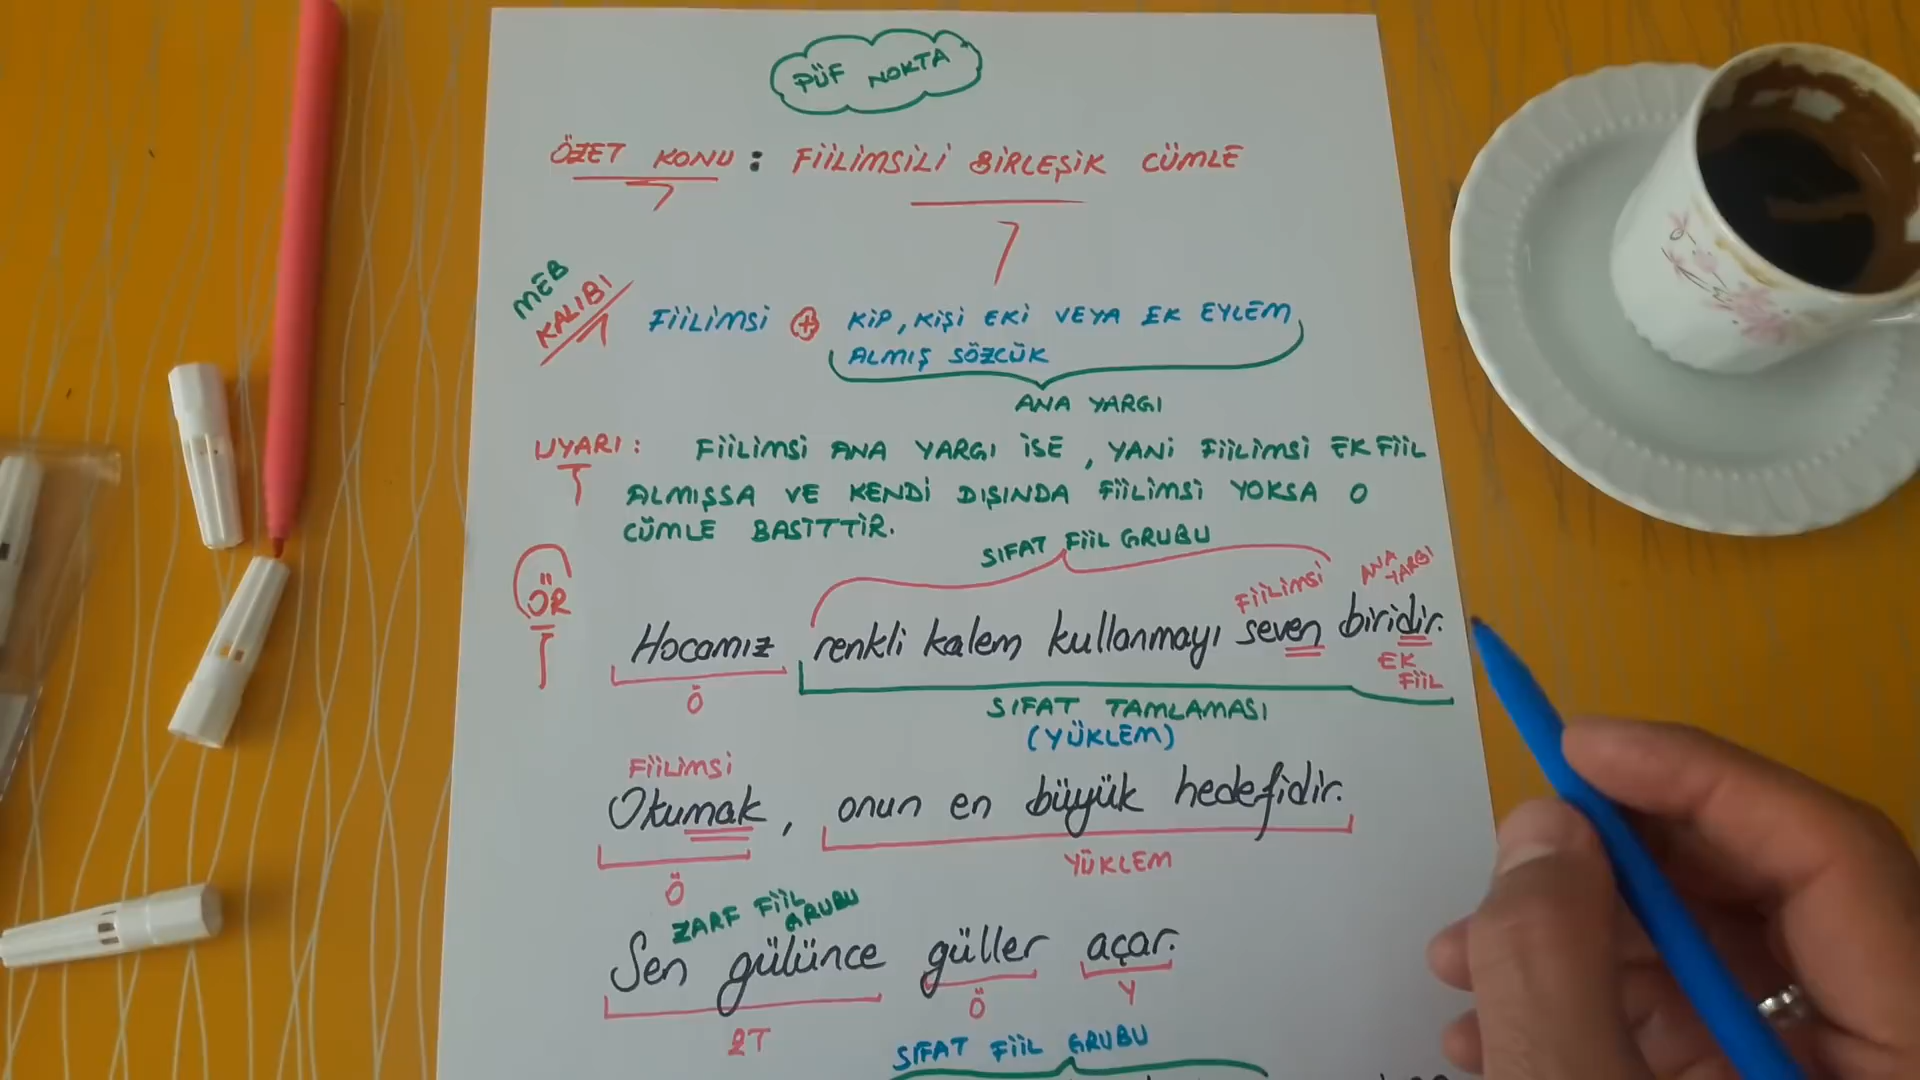 PÜF NOKTA
ÖZET KONU : FİİLİMSİLİ BİRLEŞİK CÜMLE
MEB
KALIBI
FİİLİMSİ + KİP, KİŞİ EKİ VEYA EK EYLEM
ALMIŞ SÖZCÜK
ANA YARGI
UYARI : FİİLİMSİ ANA YARGI İSE, YANİ FİİLİMSİ EK FİİL
ALMIŞSA VE KENDİ DIŞINDA FİİLİMSİ YOKSA O
CÜMLE BASİTTİR.
SIFAT FİİL GRUBU
FİİLİMSİ
ANA
YARGI
ÖR
Hocamız renkli kalem kullanmayı seven biridir.
EK
FİİL
Ö
SIFAT TAMLAMASI
(YÜKLEM)
FİİLİMSİ
Okumak, onun en büyük hedefidir.
Ö
YÜKLEM
ZARF FİİL
GRUBU
Sen gülünce güller açar.
ZT Ö Y
SIFAT FİİL GRUBU